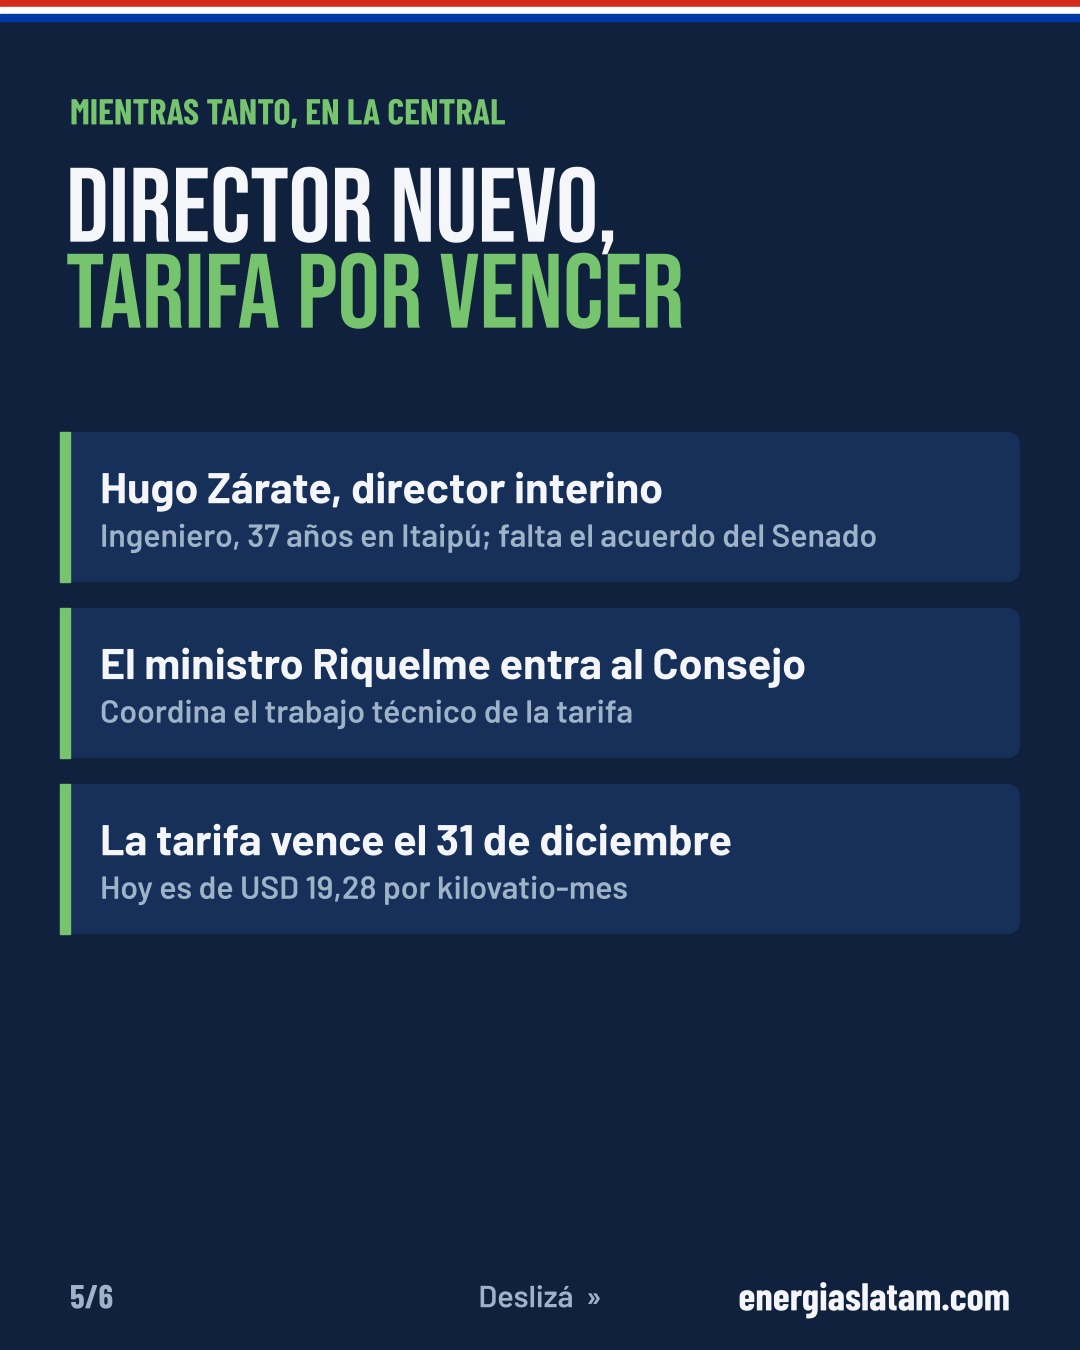 MIENTRAS TANTO, EN LA CENTRAL
DIRECTOR NUEVO,
TARIFA POR VENCER
Hugo Zárate, director interino
Ingeniero, 37 años en Itaipú; falta el acuerdo del Senado
El ministro Riquelme entra al Consejo
Coordina el trabajo técnico de la tarifa
La tarifa vence el 31 de diciembre
Hoy es de USD 19,28 por kilovatio-mes
5/6
Deslizá »
energiaslatam.com